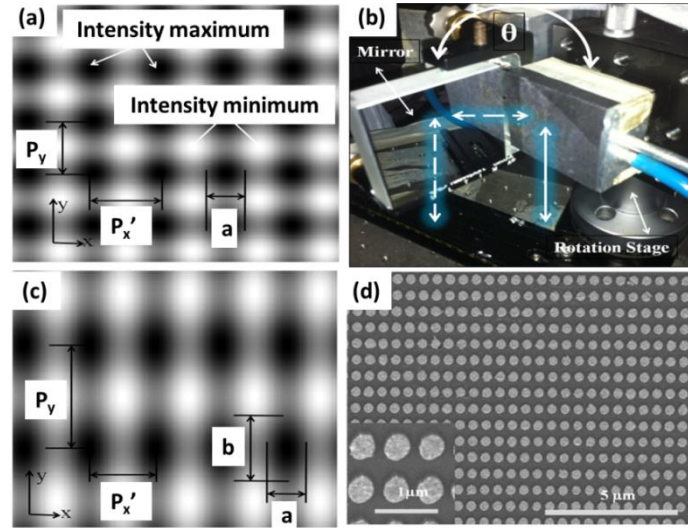 (a)
Intensity maximum
Intensity minimum
Py
Px'
a
y
x
(b)
θ
Mirror
Rotation Stage
(c)
Py
b
Px'
a
y
x
(d)
1μm
5 μm